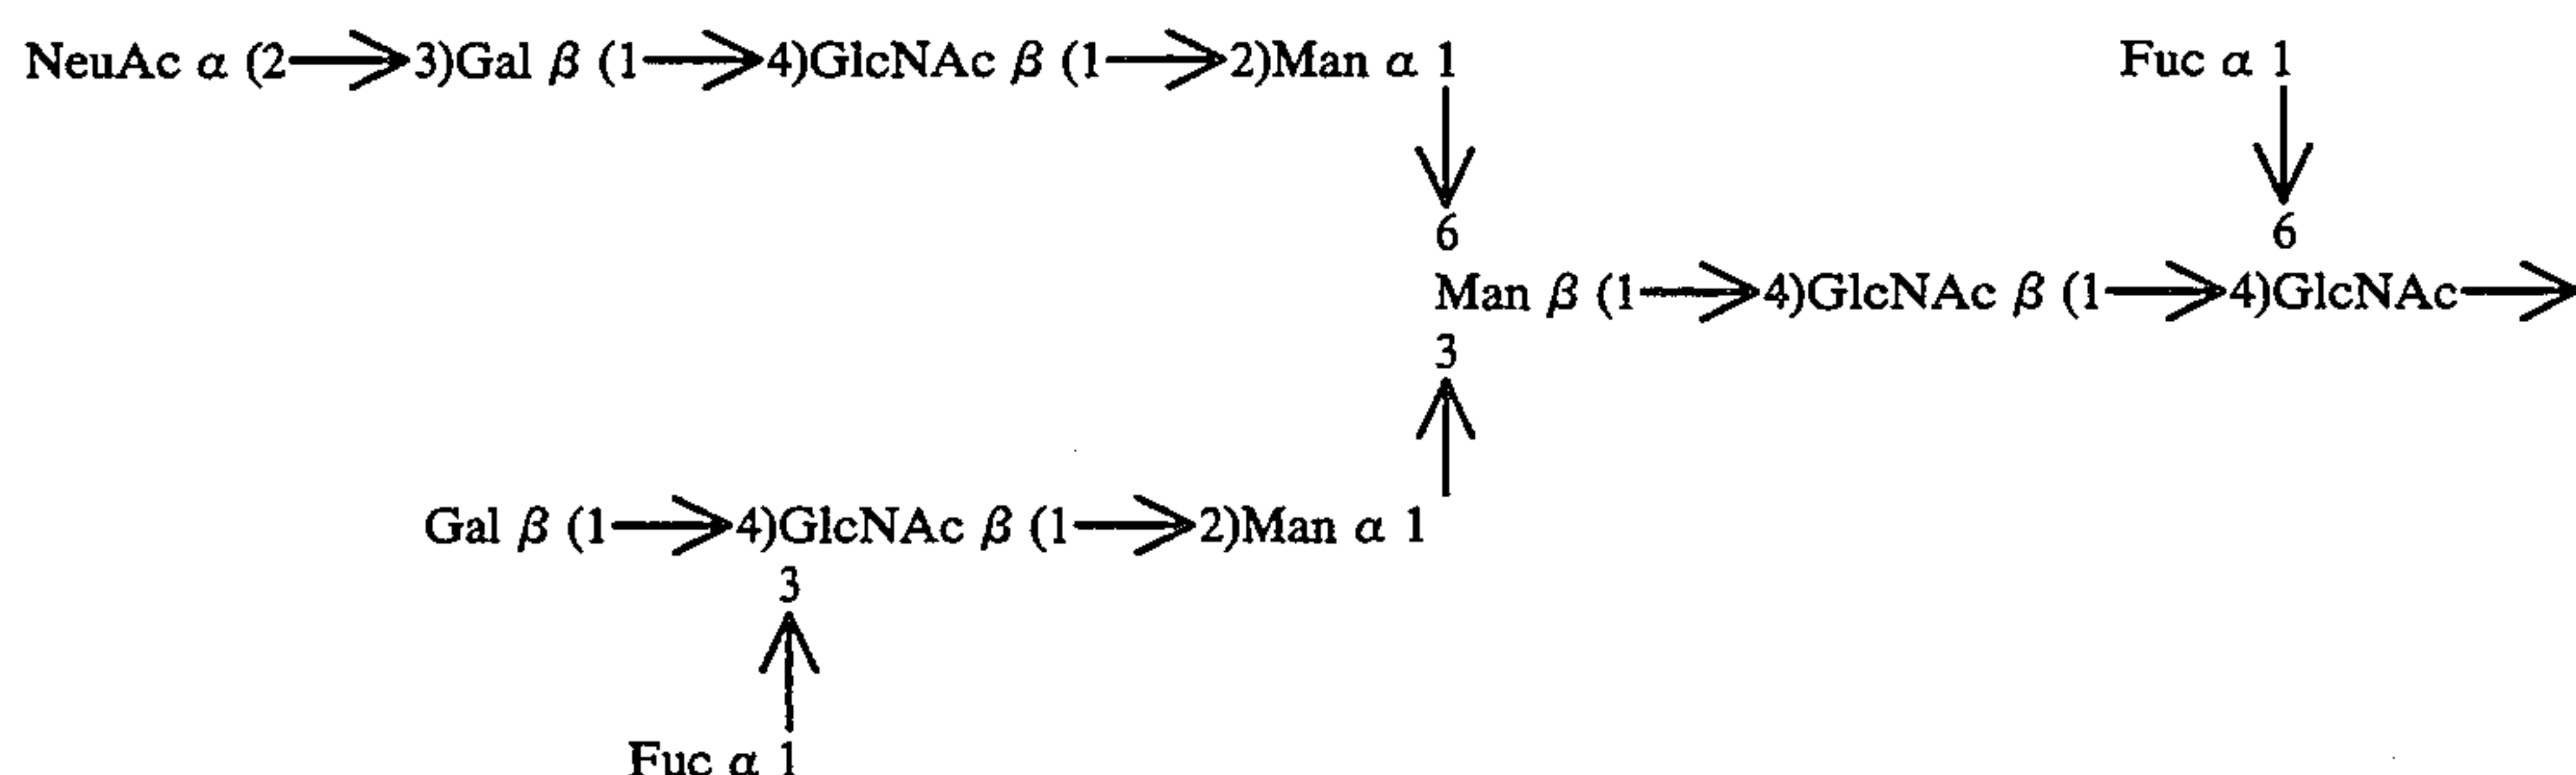 NeuAc α (2→3)Gal β (1→4)GlcNAc β (1→2)Man α 1 Fuc α 1
6 6
Man β (1→4)GlcNAc β (1→4)GlcNAc→
3
Gal β (1→4)GlcNAc β (1→2)Man α 1
3
Fuc α 1